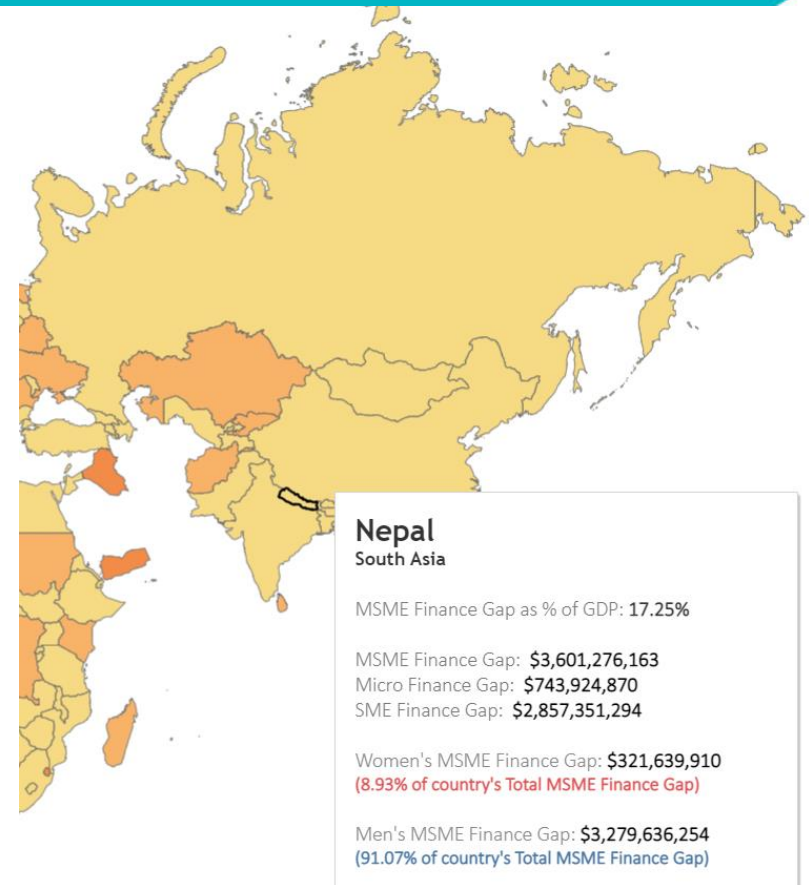 Nepal
South Asia
MSME Finance Gap as % of GDP: 17.25%
MSME Finance Gap: $3,601,276,163
Micro Finance Gap: $743,924,870
SME Finance Gap: $2,857,351,294
Women's MSME Finance Gap: $321,639,910
(8.93% of country's Total MSME Finance Gap)
Men's MSME Finance Gap: $3,279,636,254
(91.07% of country's Total MSME Finance Gap)